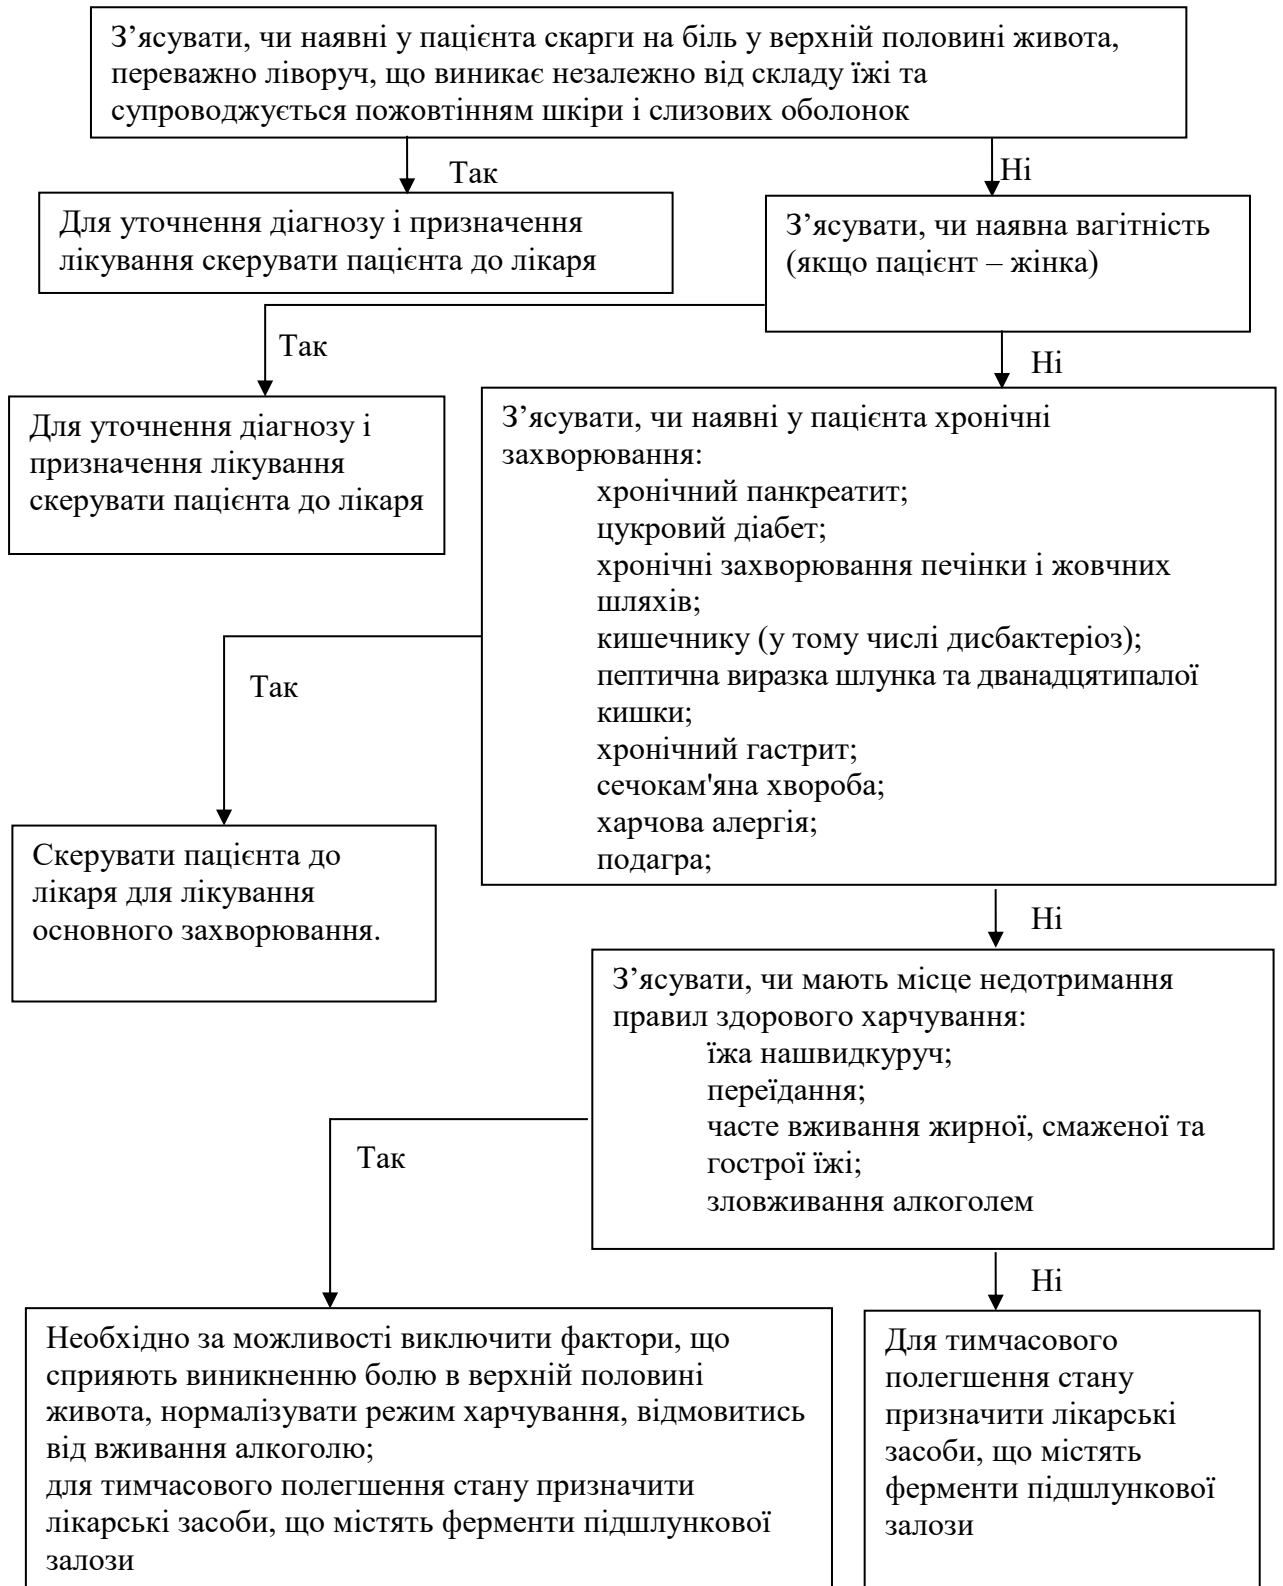 З’ясувати, чи наявні у пацієнта скарги на біль у верхній половині живота,
переважно ліворуч, що виникає незалежно від складу їжі та
супроводжується пожовтінням шкіри і слизових оболонок
Так
Ні
Для уточнення діагнозу і призначення
лікування скерувати пацієнта до лікаря
З’ясувати, чи наявна вагітність
(якщо пацієнт – жінка)
Так
Ні
Для уточнення діагнозу і
призначення лікування
скерувати пацієнта до лікаря
З’ясувати, чи наявні у пацієнта хронічні
захворювання:
хронічний панкреатит;
цукровий діабет;
хронічні захворювання печінки і жовчних
шляхів;
кишечнику (у тому числі дисбактеріоз);
пептична виразка шлунка та дванадцятипалої
кишки;
хронічний гастрит;
сечокам'яна хвороба;
харчова алергія;
подагра;
Так
Ні
Скерувати пацієнта до
лікаря для лікування
основного захворювання.
З’ясувати, чи мають місце недотримання
правил здорового харчування:
їжа нашвидкуруч;
переїдання;
часте вживання жирної, смаженої та
гострої їжі;
зловживання алкоголем
Так
Ні
Необхідно за можливості виключити фактори, що
сприяють виникненню болю в верхній половині
живота, нормалізувати режим харчування, відмовитись
від вживання алкоголю;
для тимчасового полегшення стану призначити
лікарські засоби, що містять ферменти підшлункової
залози
Для тимчасового
полегшення стану
призначити лікарські
засоби, що містять
ферменти підшлункової
залози